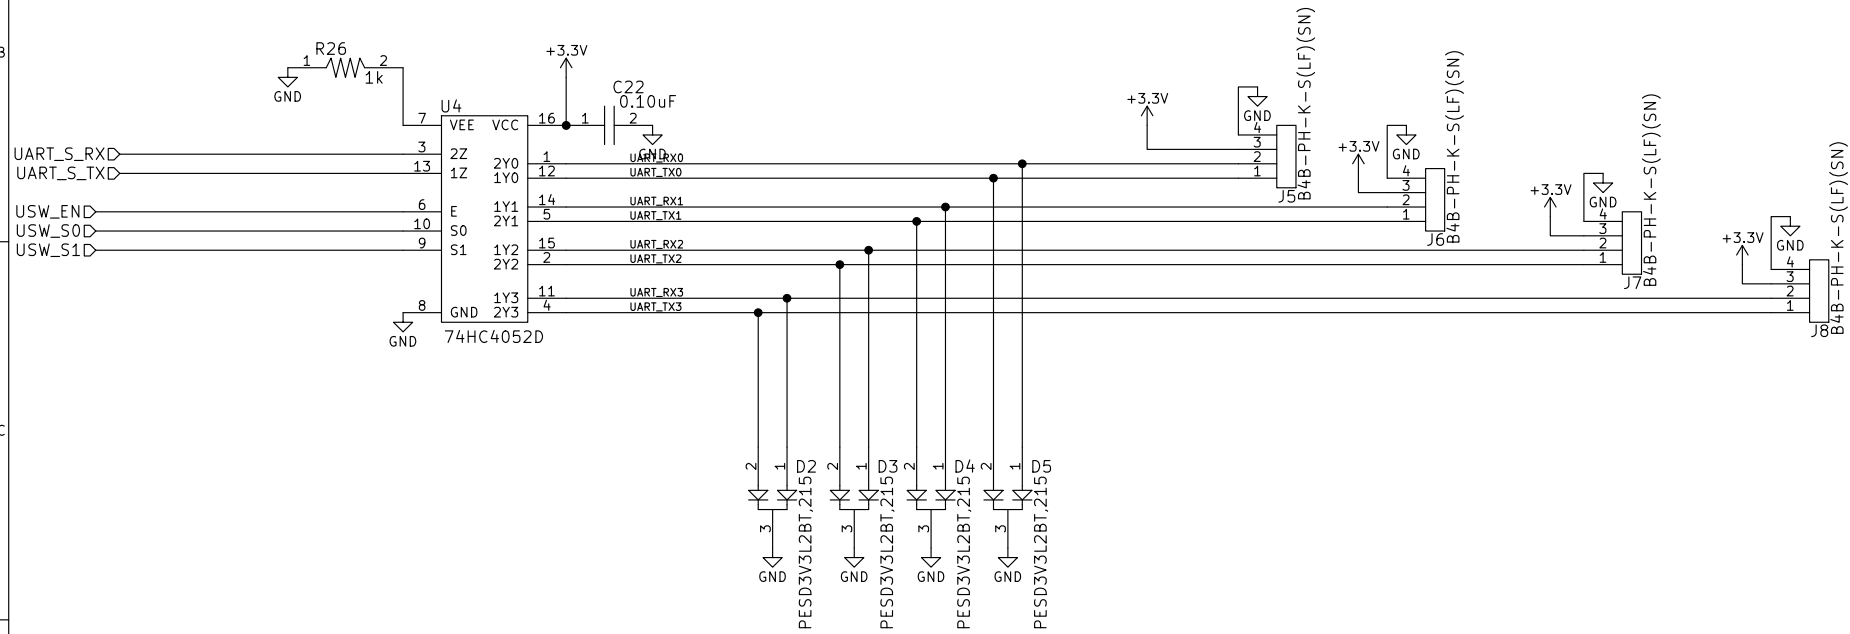 B
C
R26
1
2
1k
GND
U4
+3.3V
C22
0.10uF
1
2
GND
7
VEE
VCC
16
UART_S_RX
3
2Z
UART_S_TX
13
1Z
2Y0
1
UART_RX0
1Y0
12
UART_TX0
USW_EN
6
E
1Y1
14
UART_RX1
USW_S0
10
S0
2Y1
5
UART_TX1
USW_S1
9
S1
1Y2
15
UART_RX2
2Y2
2
UART_TX2
1Y3
11
UART_RX3
8
GND
2Y3
4
UART_TX3
GND
74HC4052D
+3.3V
GND
4
3
2
1
J5
B4B-PH-K-S(LF)(SN)
+3.3V
GND
4
3
2
1
J6
B4B-PH-K-S(LF)(SN)
+3.3V
GND
4
3
2
1
J7
B4B-PH-K-S(LF)(SN)
+3.3V
GND
4
3
2
1
J8
B4B-PH-K-S(LF)(SN)
2
1
D2
3
GND
PESD3V3L2BT,215
2
1
D3
3
GND
PESD3V3L2BT,215
2
1
D4
3
GND
PESD3V3L2BT,215
2
1
D5
3
GND
PESD3V3L2BT,215